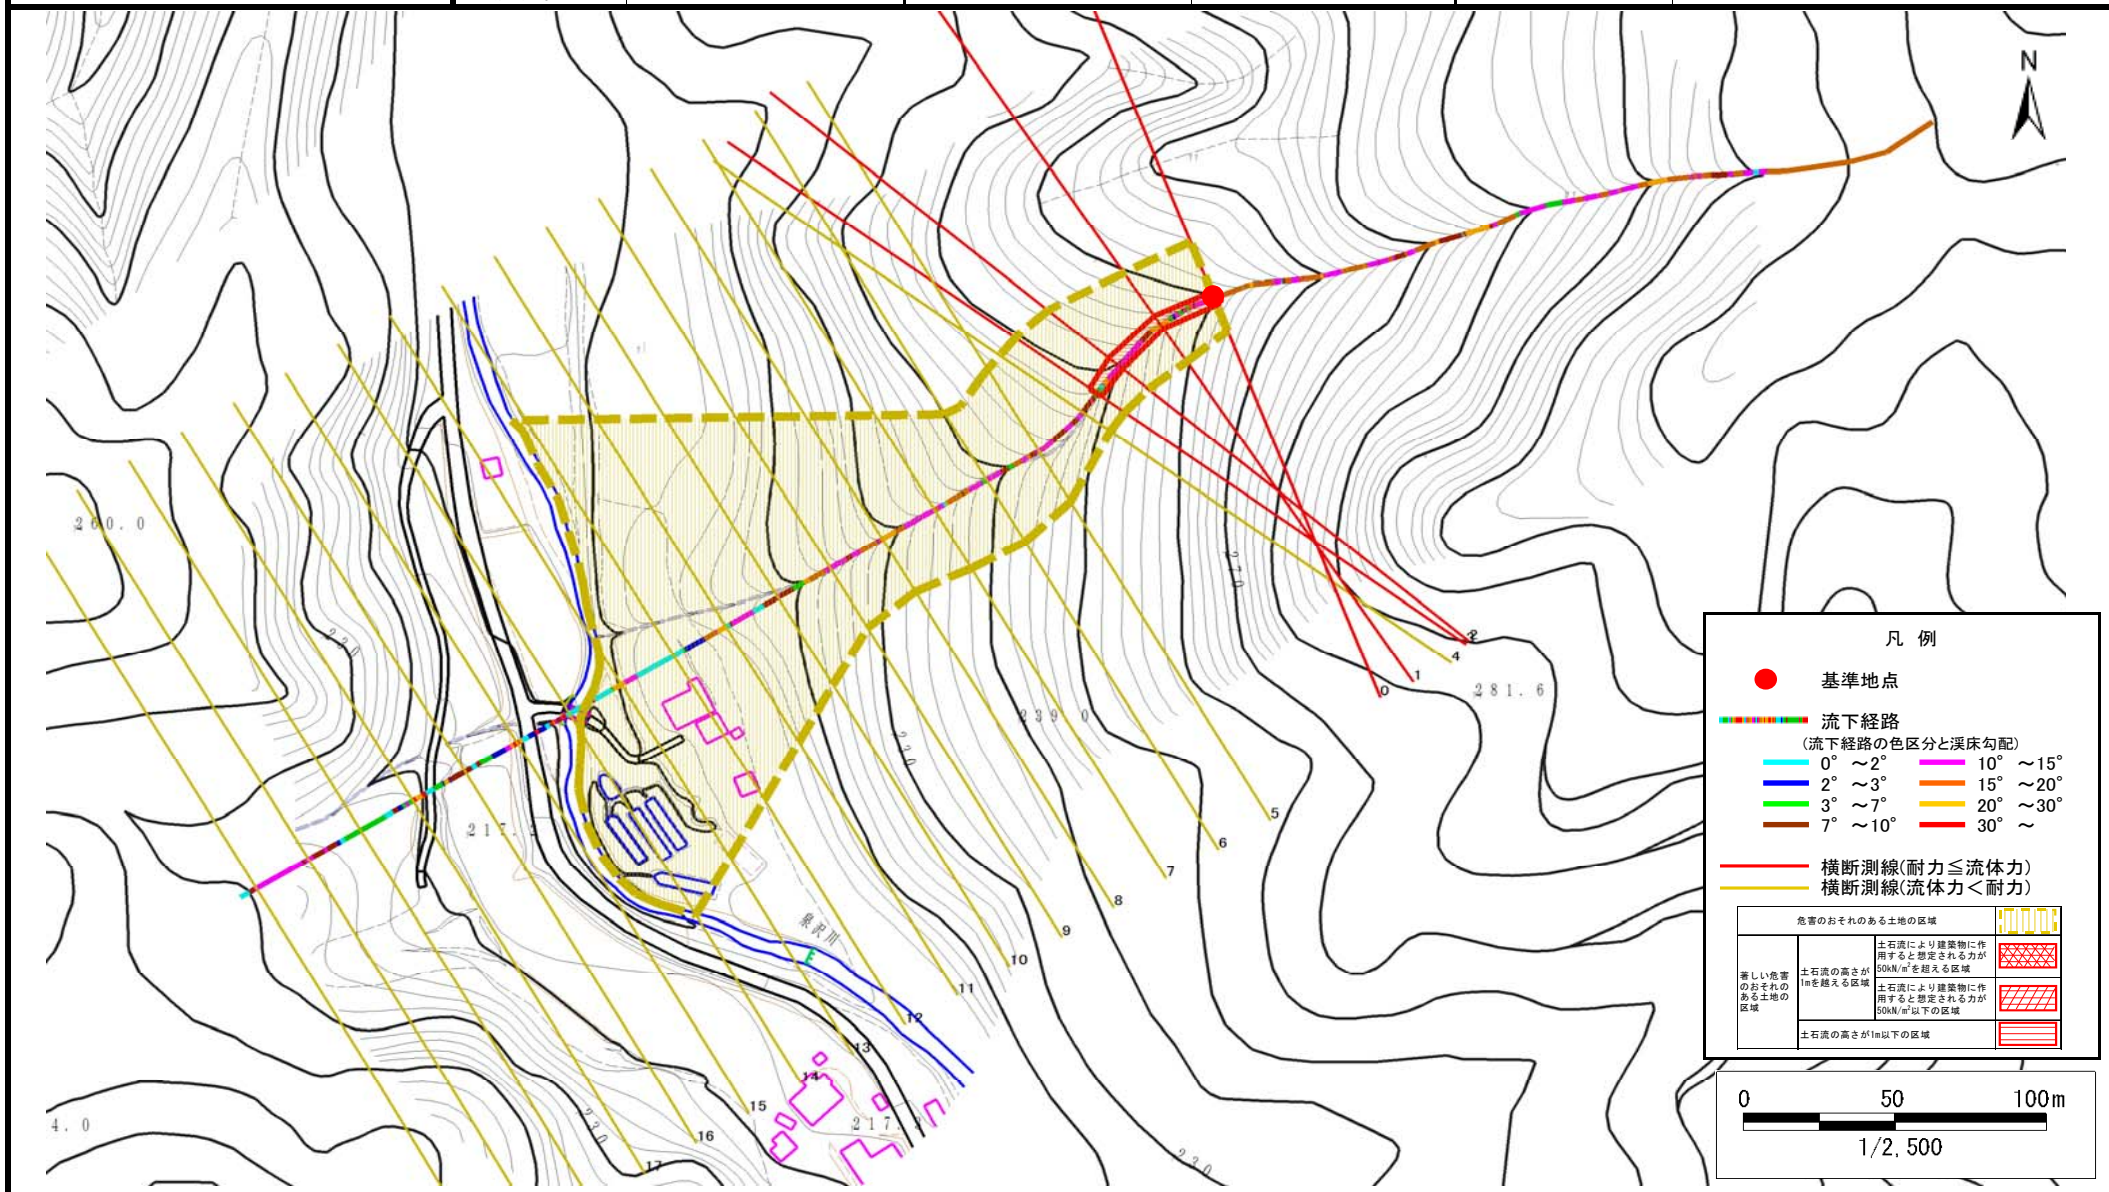 N
260.0
230
270
239.0
230
281.6
217.2
泉沢川
217.3
4.0
230
230
0
1
2
4
5
6
7
8
9
10
11
12
13
14
15
16
17
凡 例
基準地点
流下経路
(流下経路の色区分と渓床勾配)
0° ～2° 10° ～15°
2° ～3° 15° ～20°
3° ～7° 20° ～30°
7° ～10° 30° ～
横断測線(耐力≦流体力)
横断測線(流体力＜耐力)
危害のおそれのある土地の区域
著しい危害
のおそれの
ある土地の
区域
土石流の高さが
1mを越える区域
土石流により建築物に作
用すると想定される力が
50kN/㎡を超える区域
土石流により建築物に作
用すると想定される力が
50kN/㎡以下の区域
土石流の高さが1m以下の区域
0 50 100m
1/2,500